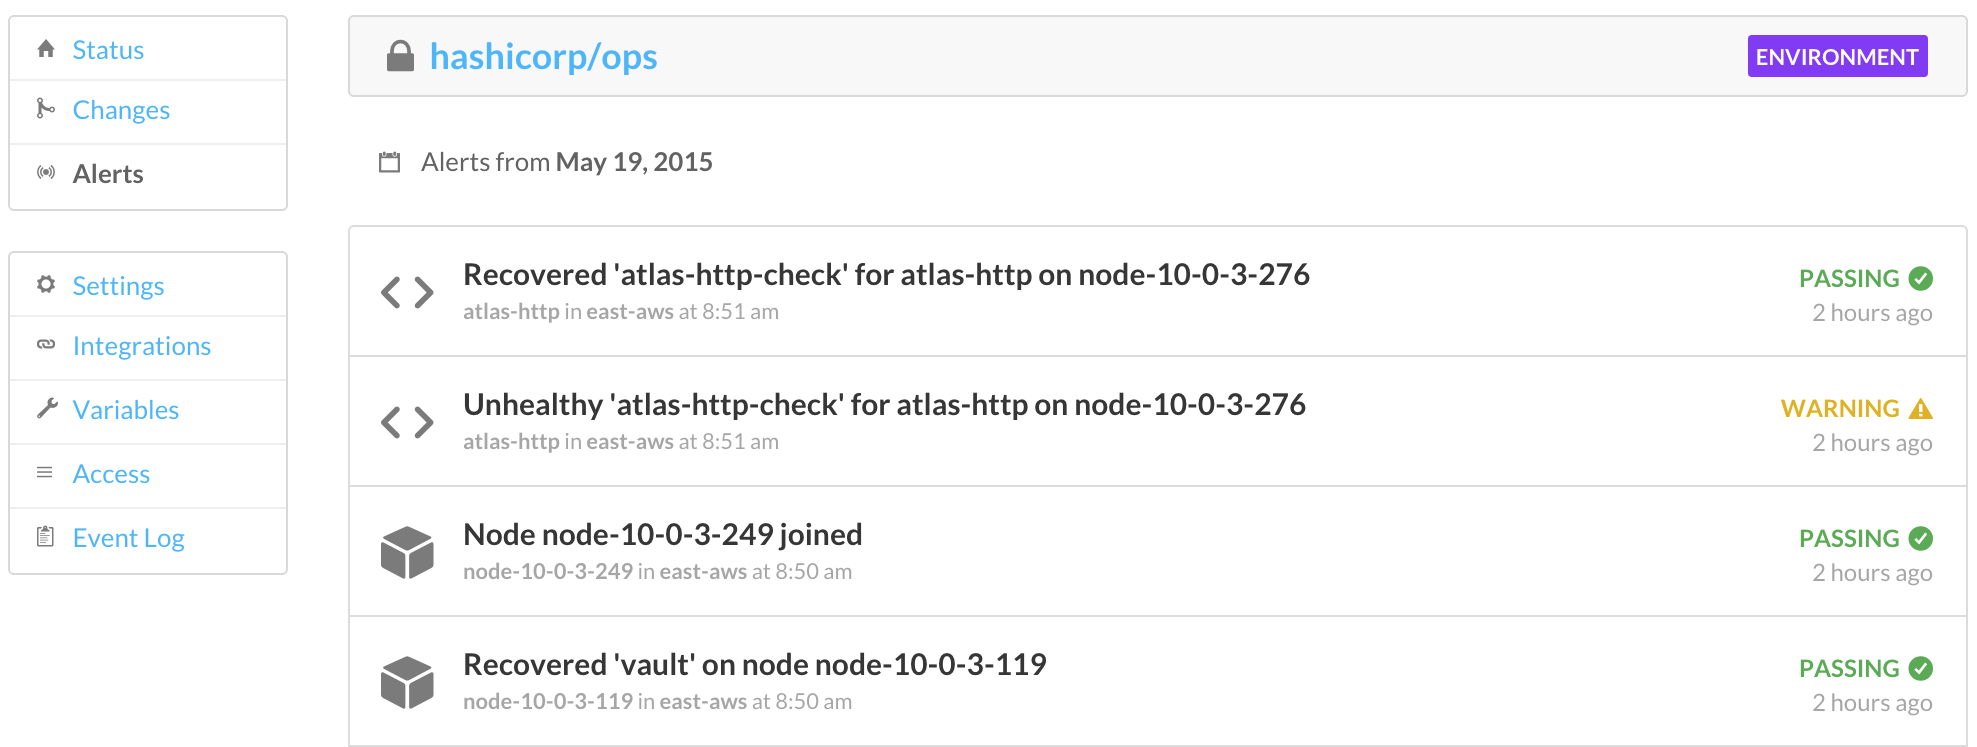 Status
Changes
Alerts
Settings
Integrations
Variables
Access
Event Log
hashicorp/ops
ENVIRONMENT
Alerts from May 19, 2015
Recovered 'atlas-http-check' for atlas-http on node-10-0-3-276
atlas-http in east-aws at 8:51 am
PASSING
2 hours ago
Unhealthy 'atlas-http-check' for atlas-http on node-10-0-3-276
atlas-http in east-aws at 8:51 am
WARNING
2 hours ago
Node node-10-0-3-249 joined
node-10-0-3-249 in east-aws at 8:50 am
PASSING
2 hours ago
Recovered 'vault' on node node-10-0-3-119
node-10-0-3-119 in east-aws at 8:50 am
PASSING
2 hours ago